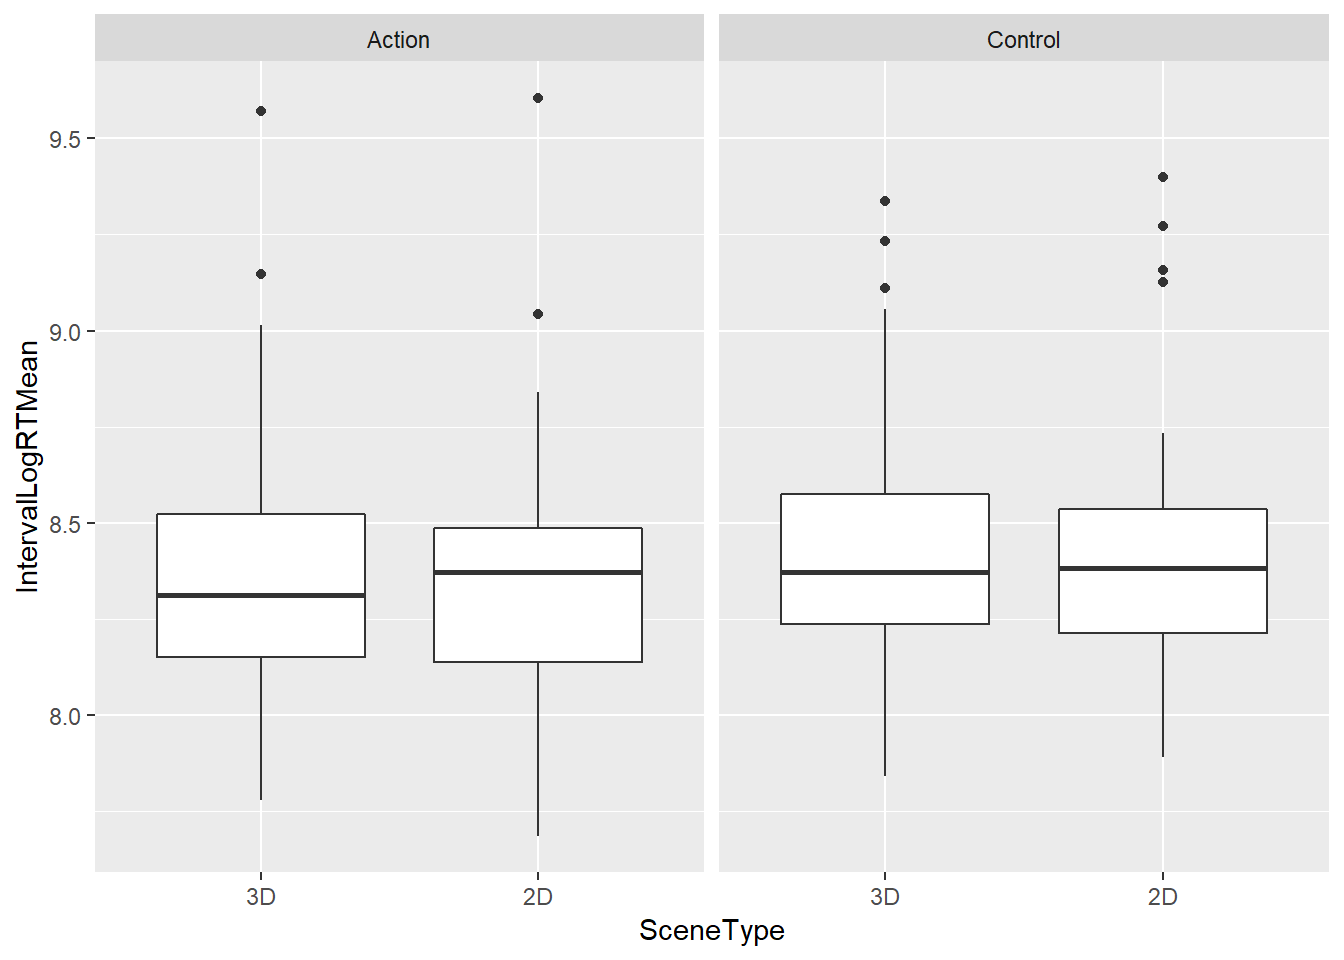 Action
Control
IntervalLogRTMean
9.5
9.0
8.5
8.0
3D
2D
3D
2D
SceneType